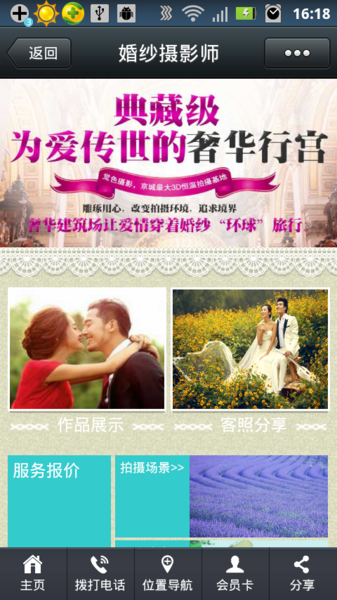 16:18
返回
婚纱摄影师
典藏级
为爱传世的奢华行宫
觉色摄影，京城最大3D恒温拍摄基地
雕琢用心，改变拍摄环境，追求境界
奢华建筑场让爱情穿着婚纱“环球”旅行。
作品展示
客照分享
服务报价
拍摄场景>>
主页
拨打电话
位置导航
会员卡
分享